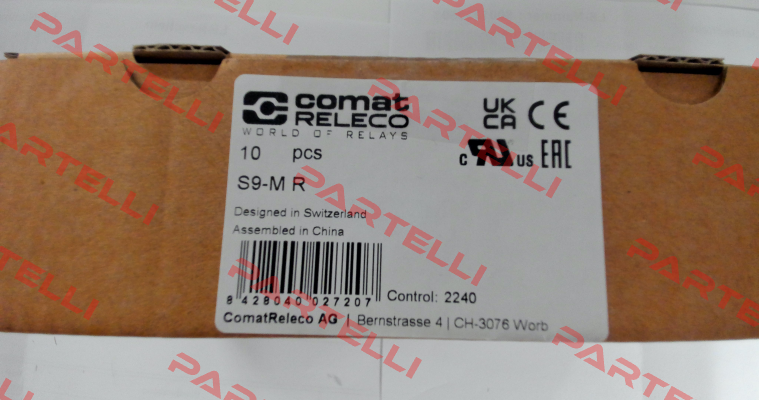 comat
RELECO
WORLD OF RELAYS
UK
CA CE
c UR US EAC
10 pcs
S9-M R
Designed in Switzerland
Assembled in China
8 428040 027207
Control: 2240
ComatReleco AG | Bernstrasse 4 | CH-3076 Worb
PARTELLI
PARTELLI
PARTELLI
PARTELLI
PARTELLI
PARTELLI
PARTELLI
PARTELLI
PARTELLI